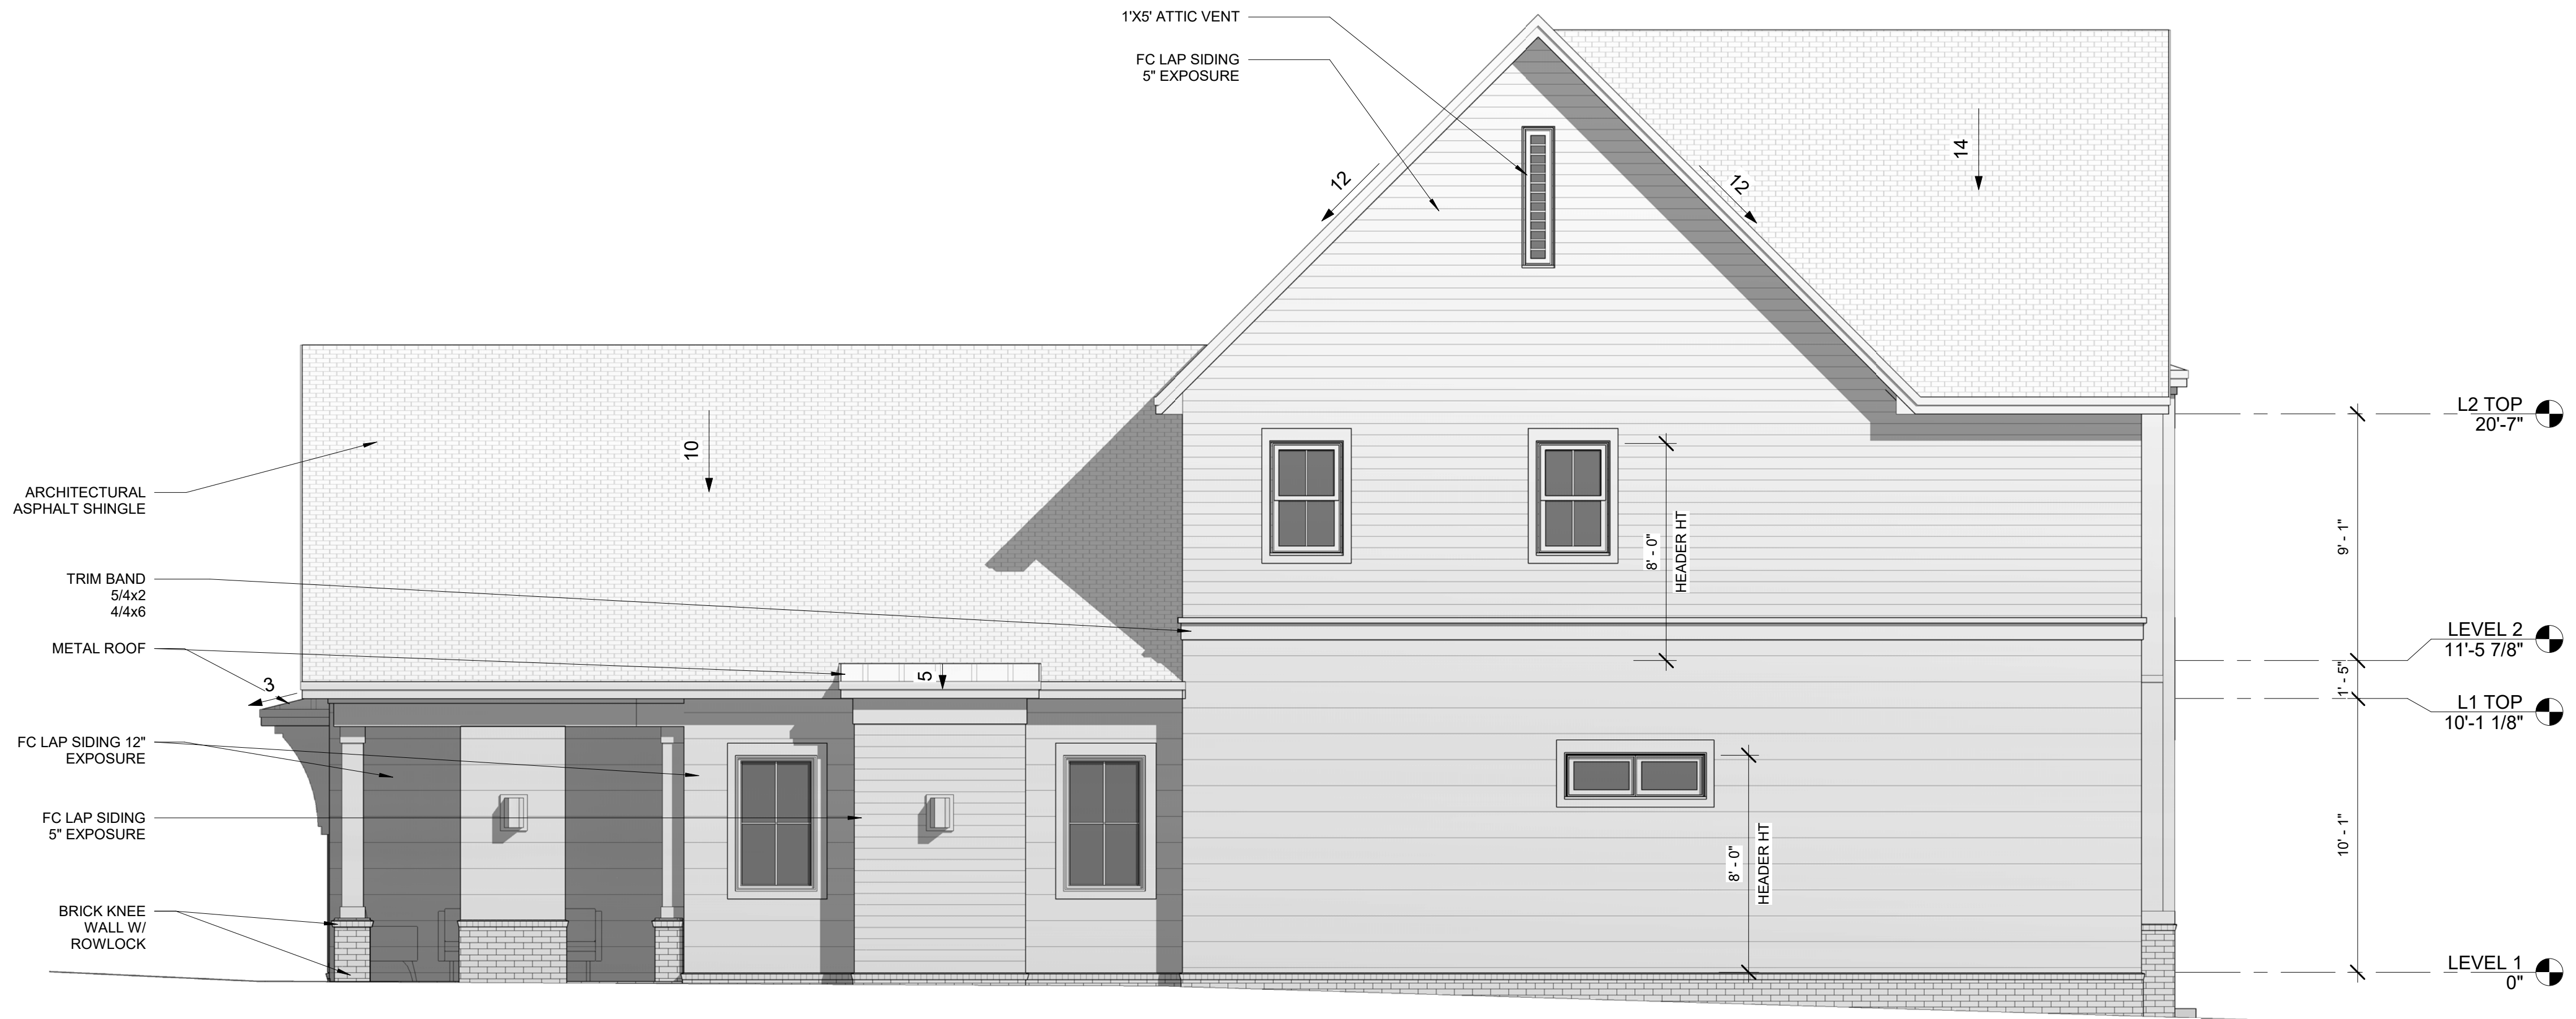 1'X5' ATTIC VENT
FC LAP SIDING
5" EXPOSURE
12
12
14
10
ARCHITECTURAL
ASPHALT SHINGLE
TRIM BAND
5/4x2
4/4x6
METAL ROOF
3
5
FC LAP SIDING 12"
EXPOSURE
FC LAP SIDING
5" EXPOSURE
BRICK KNEE
WALL W/
ROWLOCK
8' - 0"
HEADER HT
8' - 0"
HEADER HT
9' - 1"
1' - 5"
10' - 1"
L2 TOP
20'-7"
LEVEL 2
11'-5 7/8"
L1 TOP
10'-1 1/8"
LEVEL 1
0"